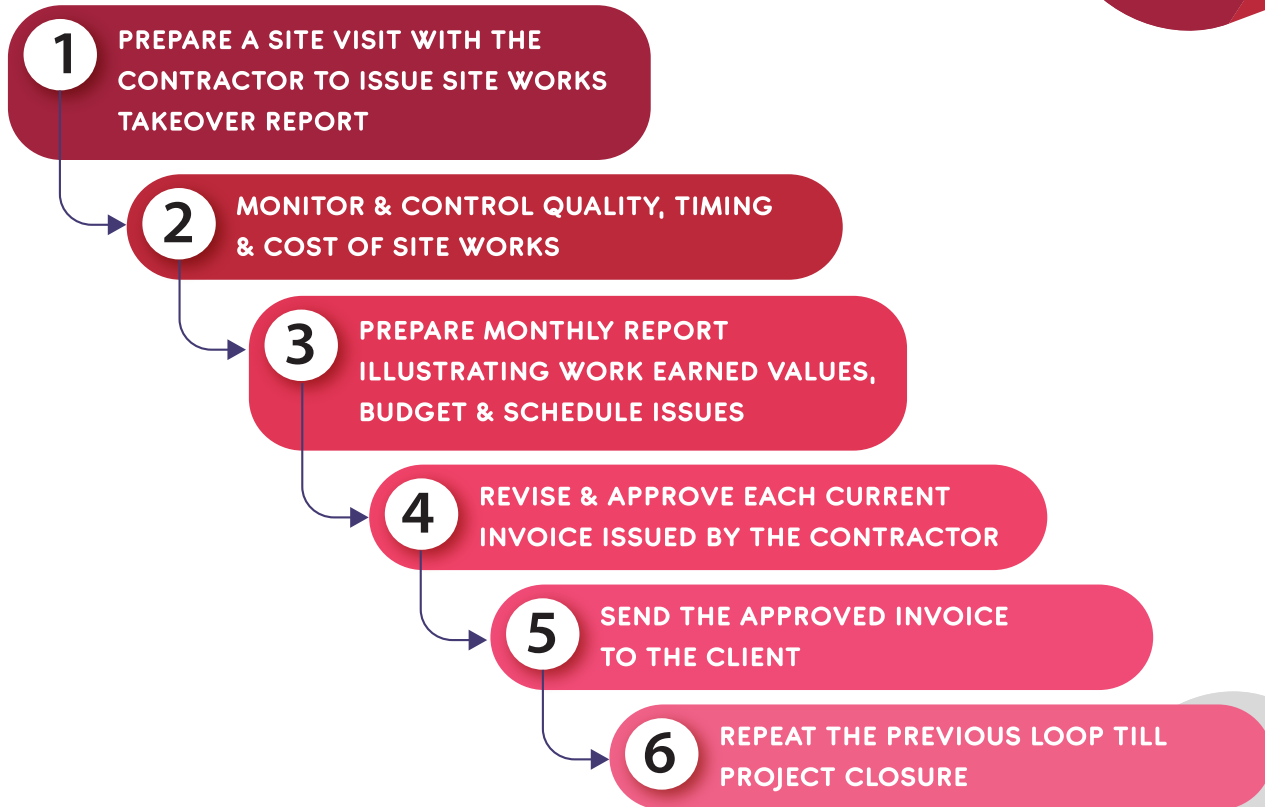 1
PREPARE A SITE VISIT WITH THE
CONTRACTOR TO ISSUE SITE WORKS
TAKEOVER REPORT
2
MONITOR & CONTROL QUALITY, TIMING
& COST OF SITE WORKS
3
PREPARE MONTHLY REPORT
ILLUSTRATING WORK EARNED VALUES,
BUDGET & SCHEDULE ISSUES
4
REVISE & APPROVE EACH CURRENT
INVOICE ISSUED BY THE CONTRACTOR
5
SEND THE APPROVED INVOICE
TO THE CLIENT
6
REPEAT THE PREVIOUS LOOP TILL
PROJECT CLOSURE